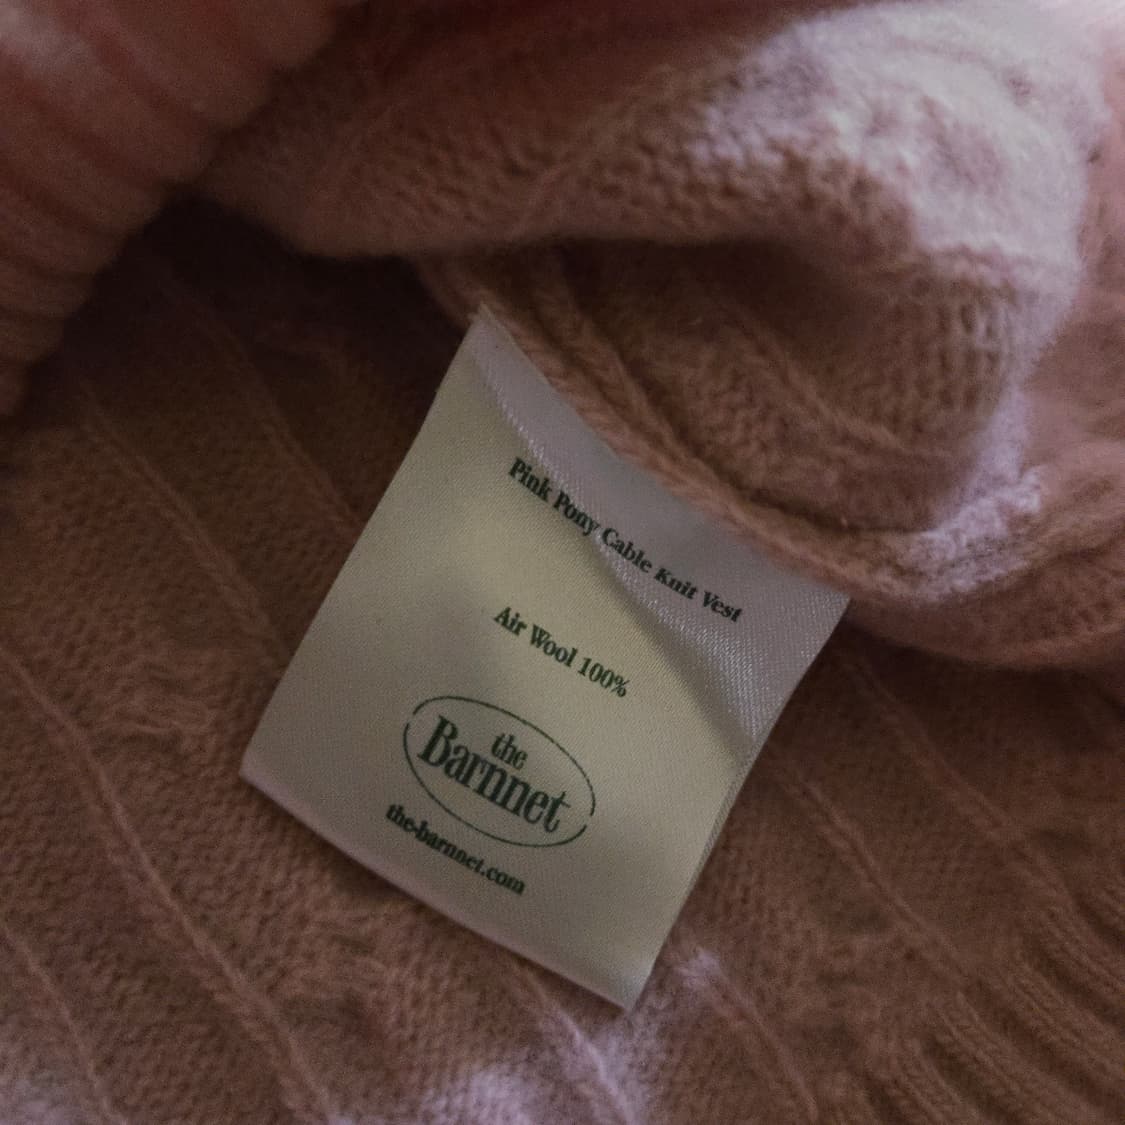 Pink Pony Cable Knit Vest
Air Wool 100%
the
Barnnet
the-barnnet.com